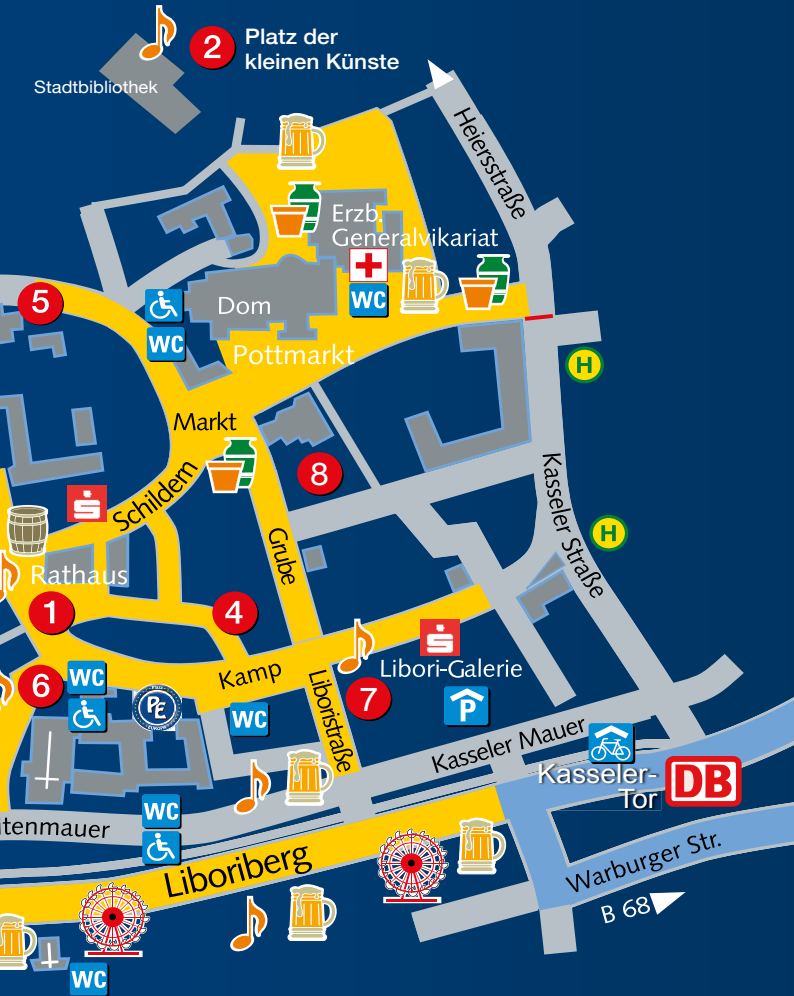 2
Platz der
kleinen Künste
Stadtbibliothek
Heiersstraße
Erzb.
Generalvikariat
WC
5
Dom
WC
Pottmarkt
H
Markt
8
Schildern
Kasseler Straße
H
Grube
Rathaus
1
4
Libori-Galerie
Kamp
6
WC
PE
WC
7
P
Liboristraße
Kasseler Mauer
Kasseler-
Tor
DB
WC
itenmauer
Liboriberg
Warburger Str.
B 68
WC